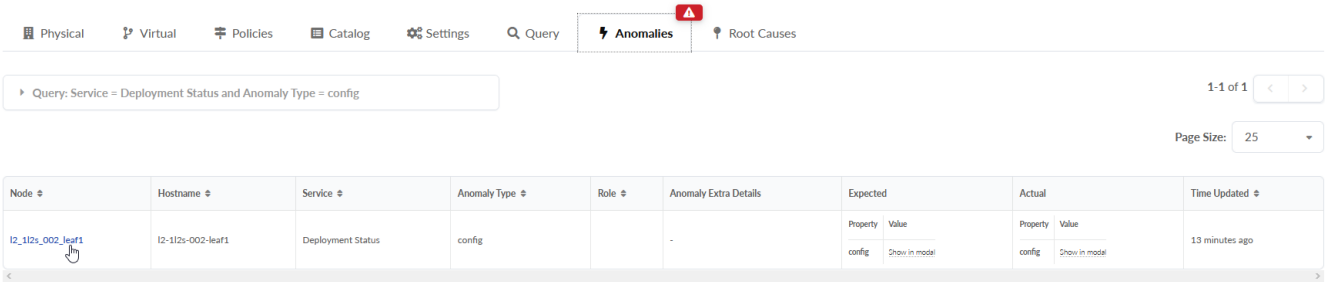 Physical Virtual Policies Catalog Settings Query Anomalies Root Causes
Query: Service = Deployment Status and Anomaly Type = config
1-1 of 1
Page Size: 25
Node Hostname Service Anomaly Type Role Anomaly Extra Details Expected Actual Time Updated
Property Value Property Value
l2_1l2s_002_leaf1 l2-1l2s-002-leaf1 Deployment Status config - 13 minutes ago
config Show in modal config Show in modal